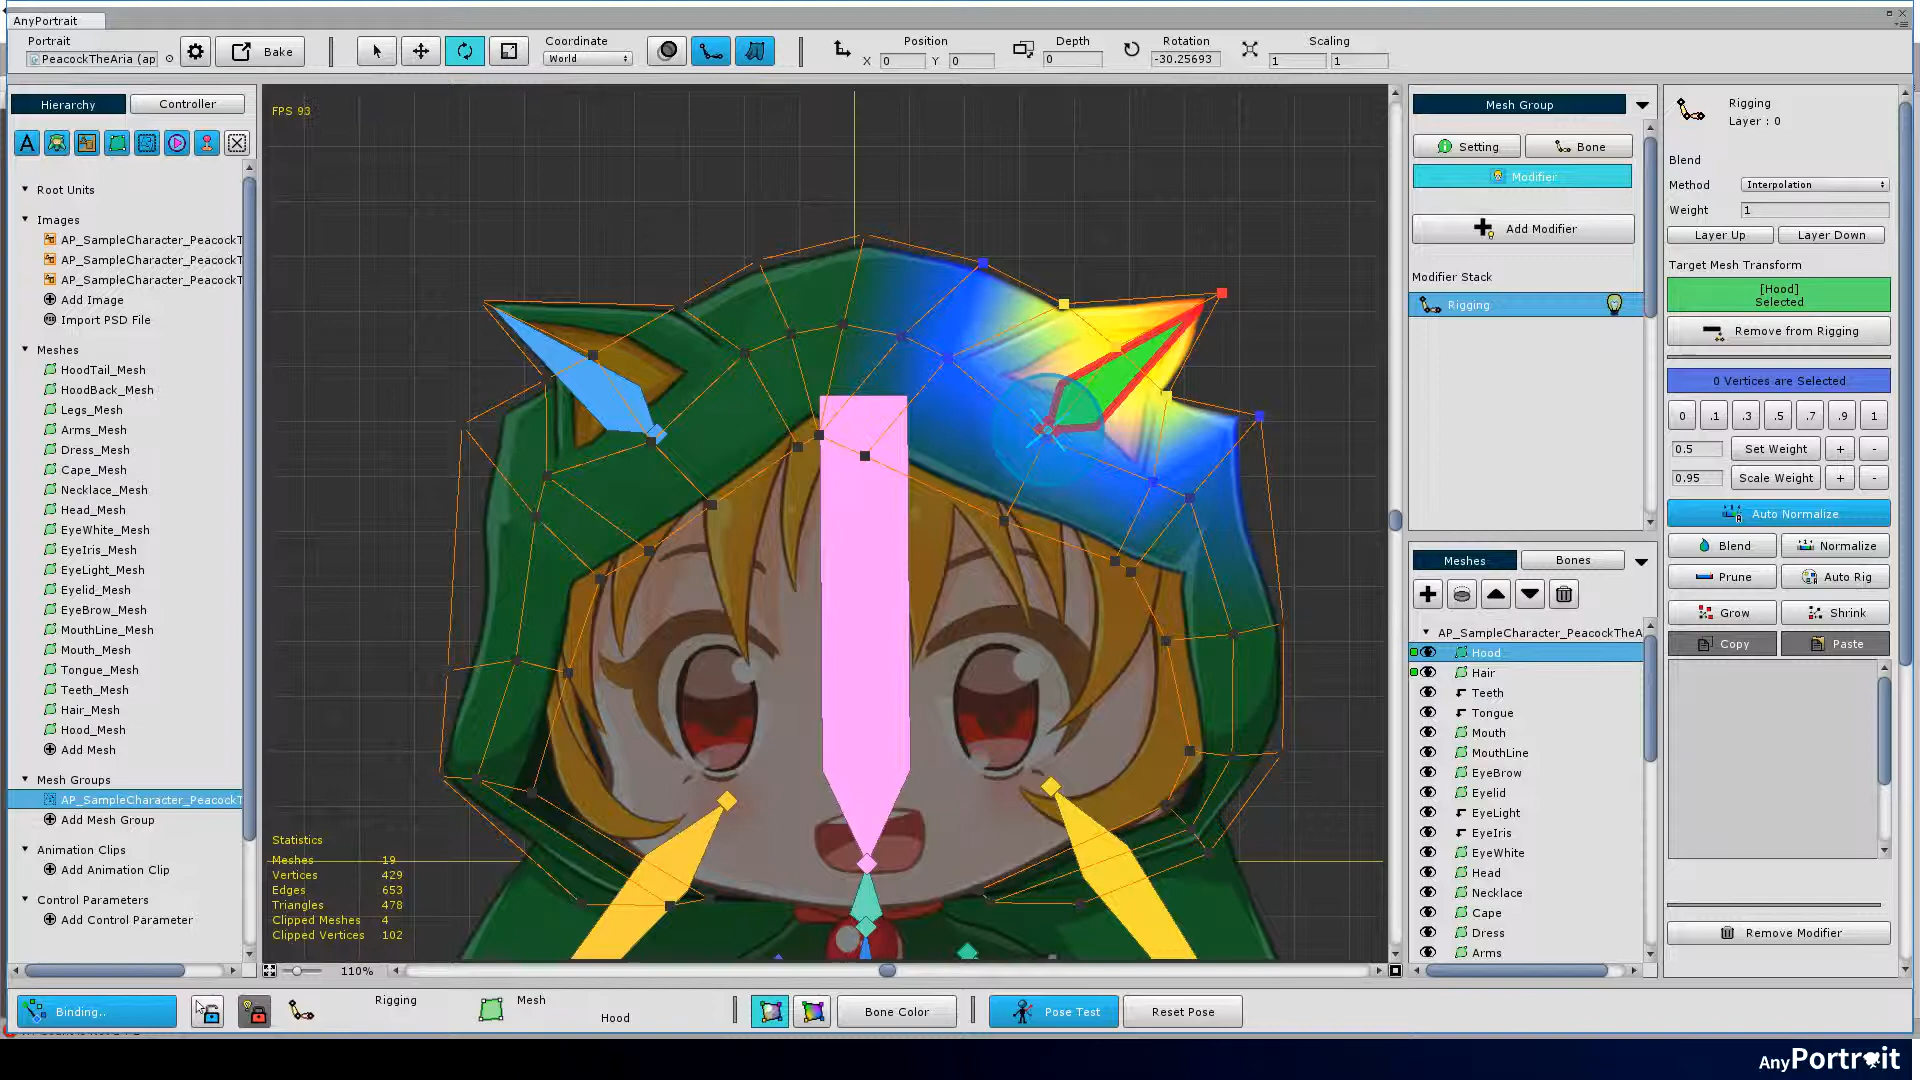 AnyPortrait
Portrait
PeacockTheAria (ap
Bake
Coordinate
World
Position
X 0 Y 0
Depth
0
Rotation
-30.25693
Scaling
1 1
Hierarchy
Controller
Root Units
Images
AP_SampleCharacter_PeacockT
AP_SampleCharacter_PeacockT
AP_SampleCharacter_PeacockT
Add Image
Import PSD File
Meshes
HoodTail_Mesh
HoodBack_Mesh
Legs_Mesh
Arms_Mesh
Dress_Mesh
Cape_Mesh
Necklace_Mesh
Head_Mesh
EyeWhite_Mesh
EyeIris_Mesh
EyeLight_Mesh
Eyelid_Mesh
EyeBrow_Mesh
MouthLine_Mesh
Mouth_Mesh
Tongue_Mesh
Teeth_Mesh
Hair_Mesh
Hood_Mesh
Add Mesh
Mesh Groups
AP_SampleCharacter_PeacockT
Add Mesh Group
Animation Clips
Add Animation Clip
Control Parameters
Add Control Parameter
FPS 93
Statistics
Meshes 19
Vertices 429
Edges 653
Triangles 478
Clipped Meshes 4
Clipped Vertices 102
110%
Mesh Group
Setting
Bone
Modifier
Add Modifier
Modifier Stack
Rigging
Meshes
Bones
AP_SampleCharacter_PeacockTheA
Hood
Hair
Teeth
Tongue
Mouth
MouthLine
EyeBrow
Eyelid
EyeLight
EyeIris
EyeWhite
Head
Necklace
Cape
Dress
Arms
Rigging
Layer : 0
Blend
Method Interpolation
Weight 1
Layer Up
Layer Down
Target Mesh Transform
[Hood]
Selected
Remove from Rigging
0 Vertices are Selected
0 .1 .3 .5 .7 .9 1
0.5 Set Weight + -
0.95 Scale Weight + -
Auto Normalize
Blend
Normalize
Prune
Auto Rig
Grow
Shrink
Copy
Paste
Remove Modifier
Binding..
Rigging
Mesh
Hood
Bone Color
Pose Test
Reset Pose
AnyPortrait